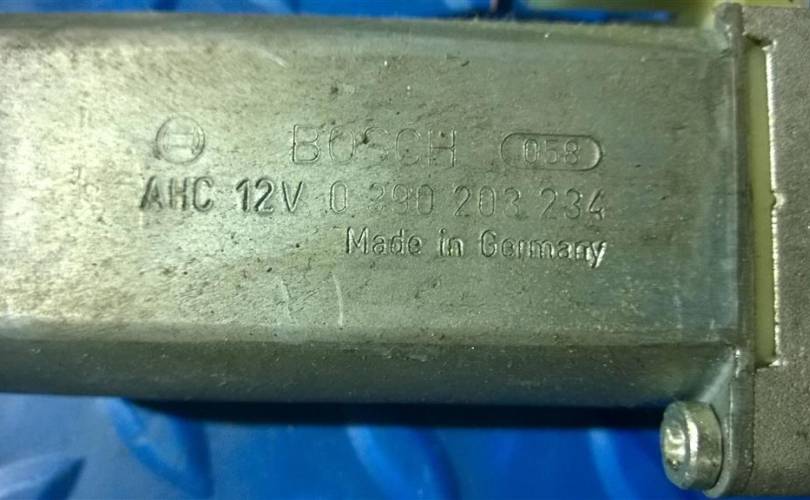 BOSCH 058
AHC 12V 0 390 203 234
Made in Germany